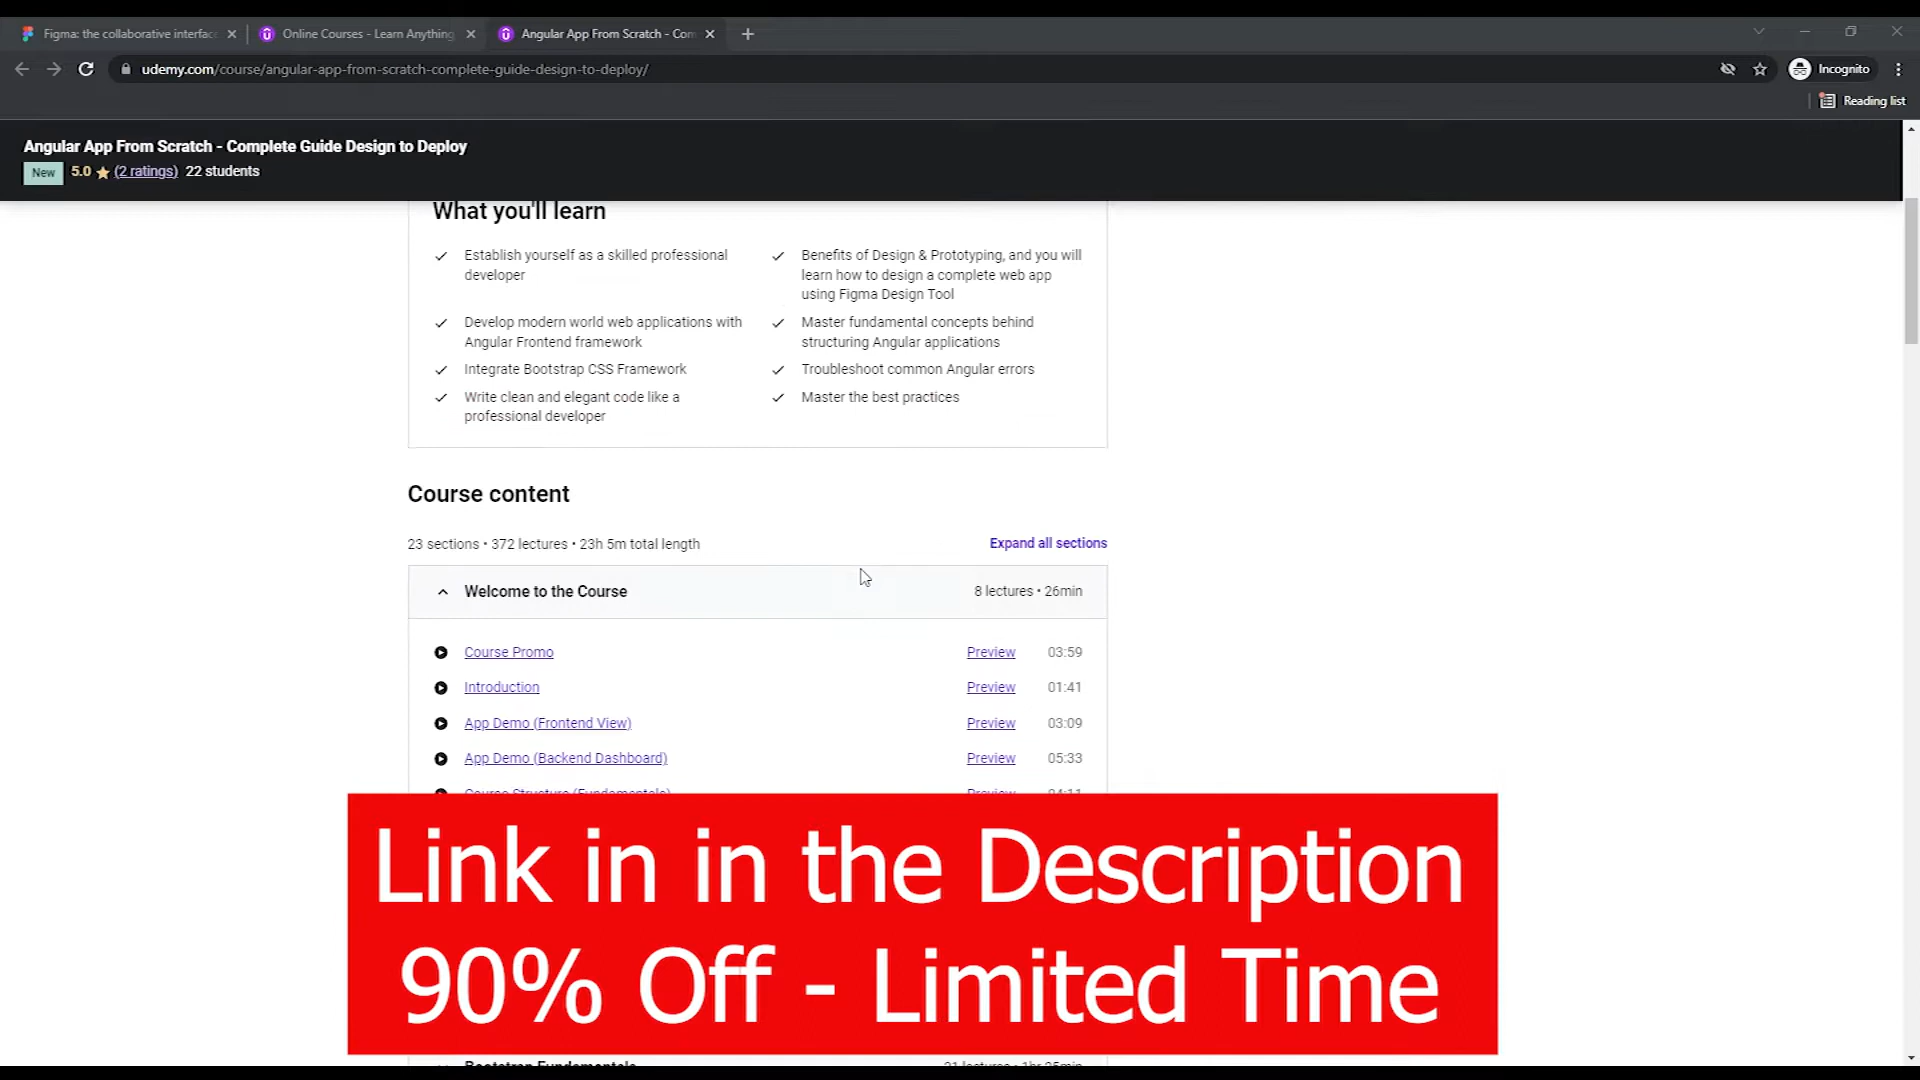 Figma: the collaborative interfac
Online Courses - Learn Anything
Angular App From Scratch - Com
udemy.com/course/angular-app-from-scratch-complete-guide-design-to-deploy/
Incognito
Reading list
Angular App From Scratch - Complete Guide Design to Deploy
New 5.0 (2 ratings) 22 students
What you'll learn
Establish yourself as a skilled professional
developer
Benefits of Design & Prototyping, and you will
learn how to design a complete web app
using Figma Design Tool
Develop modern world web applications with
Angular Frontend framework
Master fundamental concepts behind
structuring Angular applications
Integrate Bootstrap CSS Framework
Troubleshoot common Angular errors
Write clean and elegant code like a
professional developer
Master the best practices
Course content
23 sections • 372 lectures • 23h 5m total length
Expand all sections
Welcome to the Course
8 lectures • 26min
Course Promo Preview 03:59
Introduction Preview 01:41
App Demo (Frontend View) Preview 03:09
App Demo (Backend Dashboard) Preview 05:33
Course Structure (Fundamentals) Preview 04:11
Link in in the Description
90% Off - Limited Time
Bootstrap Fundamentals